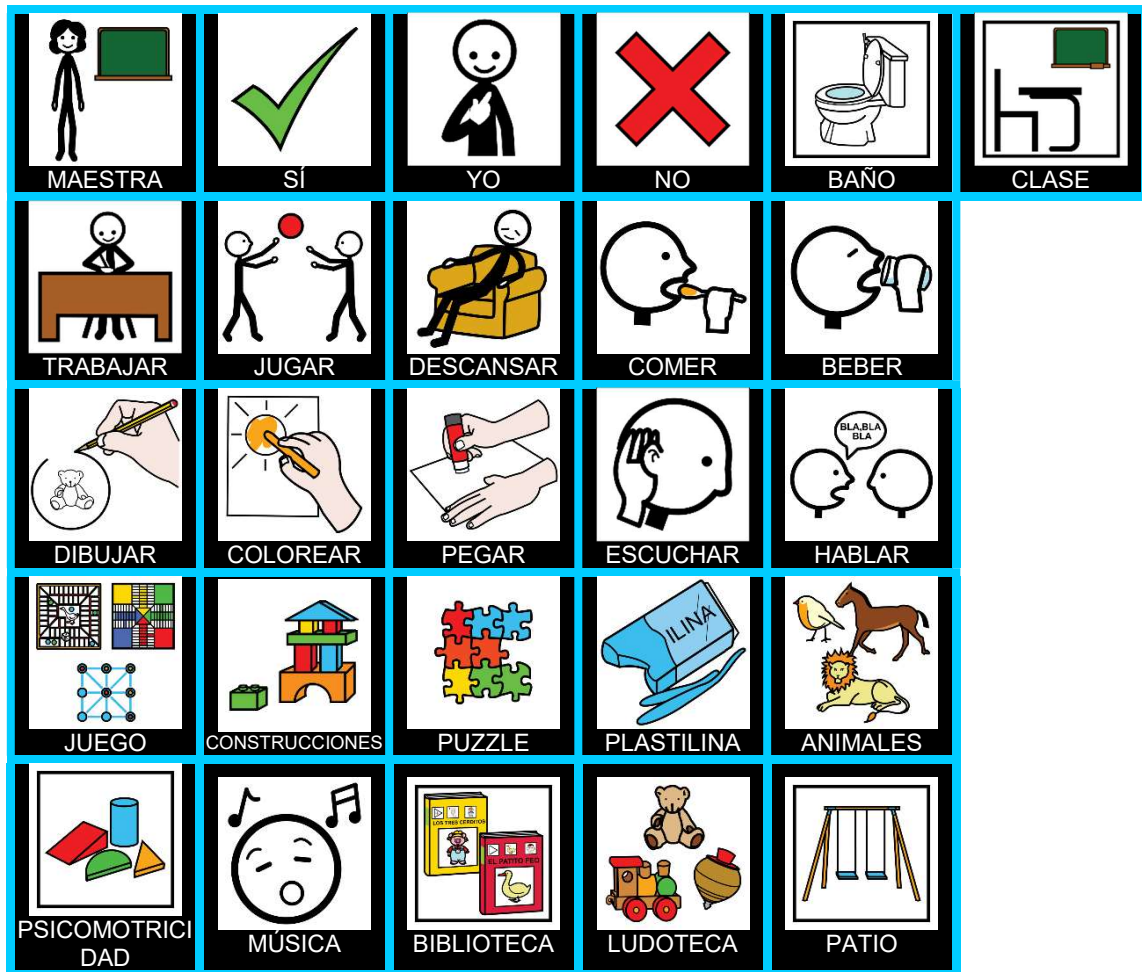 MAESTRA
SÍ
YO
NO
BAÑO
CLASE
TRABAJAR
JUGAR
DESCANSAR
COMER
BEBER
DIBUJAR
COLOREAR
PEGAR
ESCUCHAR
BLA,BLA
BLA
HABLAR
JUEGO
CONSTRUCCIONES
PUZZLE
ILINA
PLASTILINA
ANIMALES
PSICOMOTRICI
DAD
MÚSICA
LOS TRES CERDITOS
EL PATITO FEO
BIBLIOTECA
LUDOTECA
PATIO